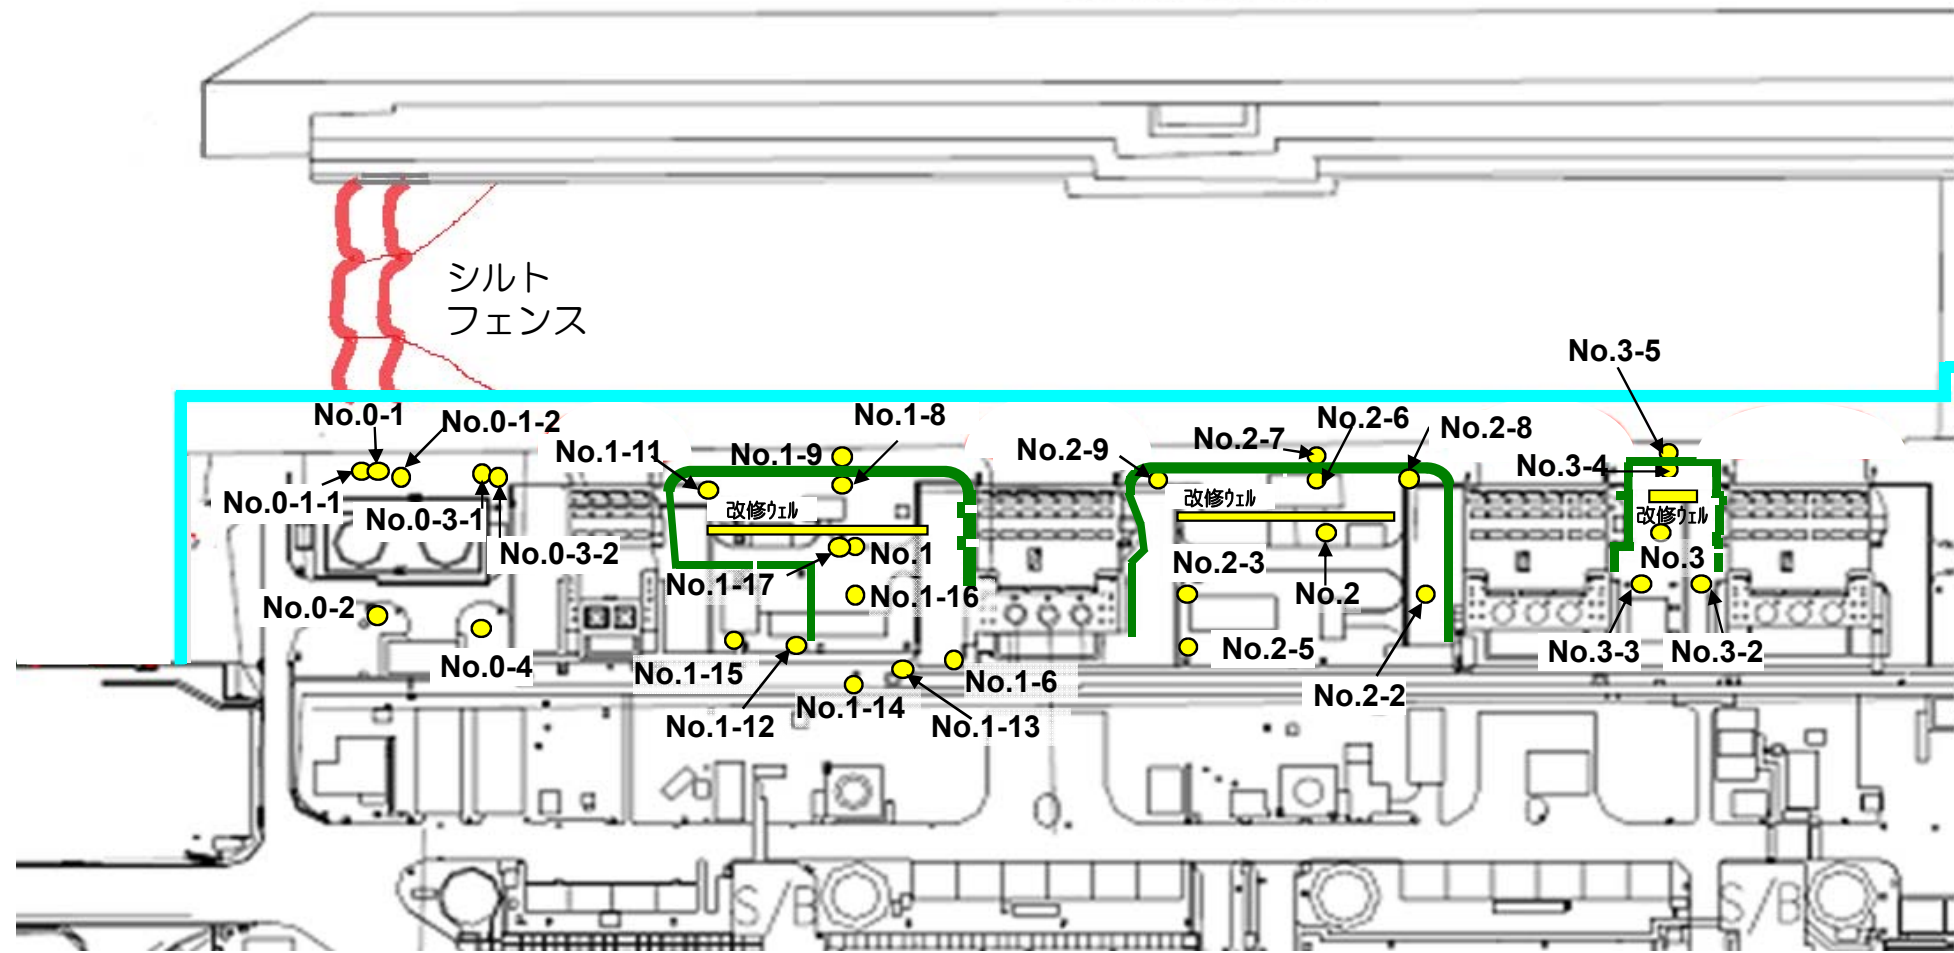 シルト
フェンス
No.3-5
No.0-1
No.0-1-2
No.1-8
No.2-6
No.2-8
No.1-11
No.1-9
No.2-9
No.2-7
No.3-4
No.0-1-1
No.0-3-1
改修ｳｪﾙ
改修ｳｪﾙ
改修ｳｪﾙ
No.0-3-2
No.1
No.3
No.1-17
No.2-3
No.2
No.1-16
No.0-2
No.0-4
No.1-15
No.1-6
No.2-5
No.3-3
No.3-2
No.2-2
No.1-14
No.1-12
No.1-13
S/B
S/B